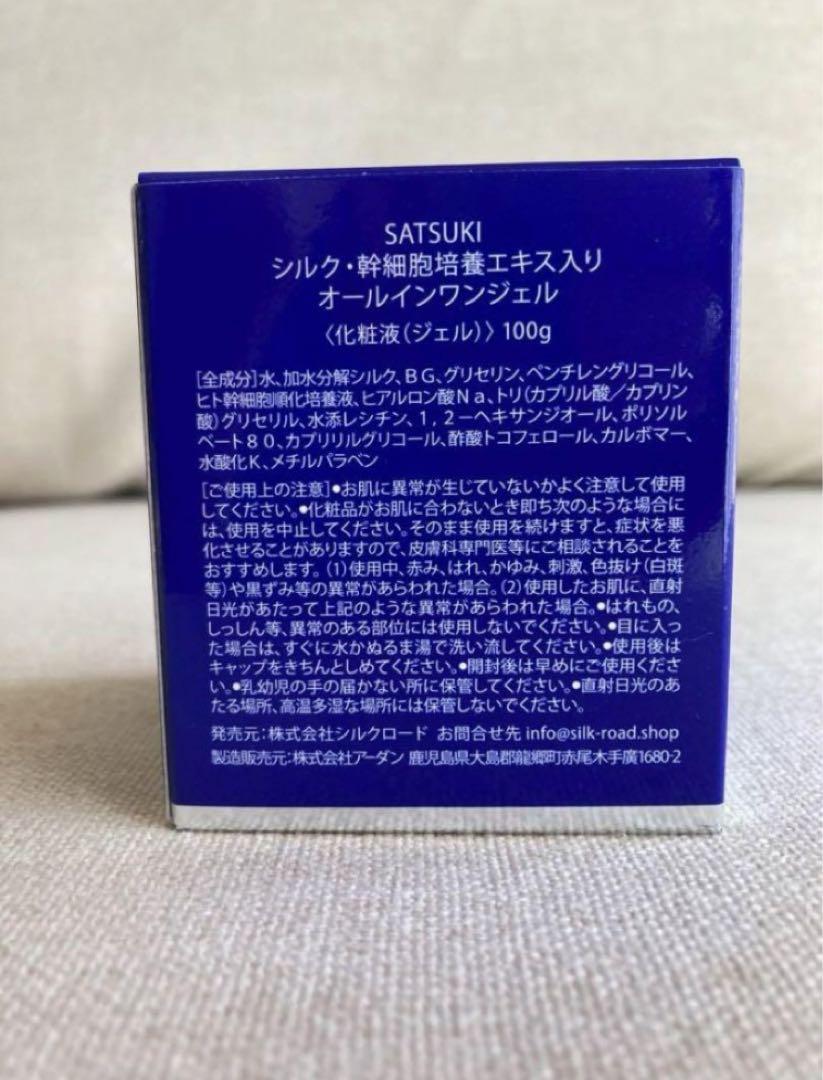 SATSUKI
シルク・幹細胞培養エキス入り
オールインワンジェル
〈化粧液(ジェル)〉100g
[全成分]水、加水分解シルク、BG、グリセリン、ペンチレングリコール、
ヒト幹細胞順化培養液、ヒアルロン酸Na、トリ(カプリル酸/カプリン
酸)グリセリル、水添レシチン、1,2-ヘキサンジオール、ポリソル
ベート80、カプリリルグリコール、酢酸トコフェロール、カルボマー、
水酸化K、メチルパラベン
[ご使用上の注意]●お肌に異常が生じていないかよく注意して使用
してください。●化粧品がお肌に合わないとき即ち次のような場合に
は、使用を中止してください。そのまま使用を続けますと、症状を悪
化させることがありますので、皮膚科専門医等にご相談されることを
おすすめします。(1)使用中、赤み、はれ、かゆみ、刺激、色抜け(白斑
等)や黒ずみ等の異常があらわれた場合。(2)使用したお肌に、直射
日光があたって上記のような異常があらわれた場合。●はれもの、
しっしん等、異常のある部位には使用しないでください。●目に入っ
た場合は、すぐに水かぬるま湯で洗い流してください。●使用後は
キャップをきちんとしめてください。●開封後は早めにご使用くださ
い。●乳幼児の手の届かない所に保管してください。●直射日光のあ
たる場所、高温多湿な場所には保管しないでください。
発売元:株式会社シルクロード お問合せ先 info@silk-road.shop
製造販売元:株式会社アーダン 鹿児島県大島郡龍郷町赤尾木手廣1680-2